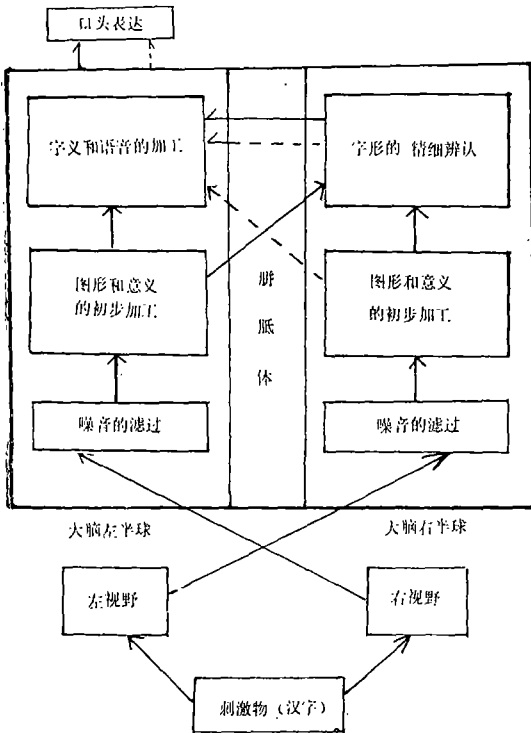 口头表达
字义和语音的加工
字形的 精细辨认
图形和意义
的初步加工
胼
胝
体
图形和意义
的初步加工
噪音的滤过
噪音的滤过
大脑左半球
大脑右半球
左视野
右视野
刺激物（汉字）